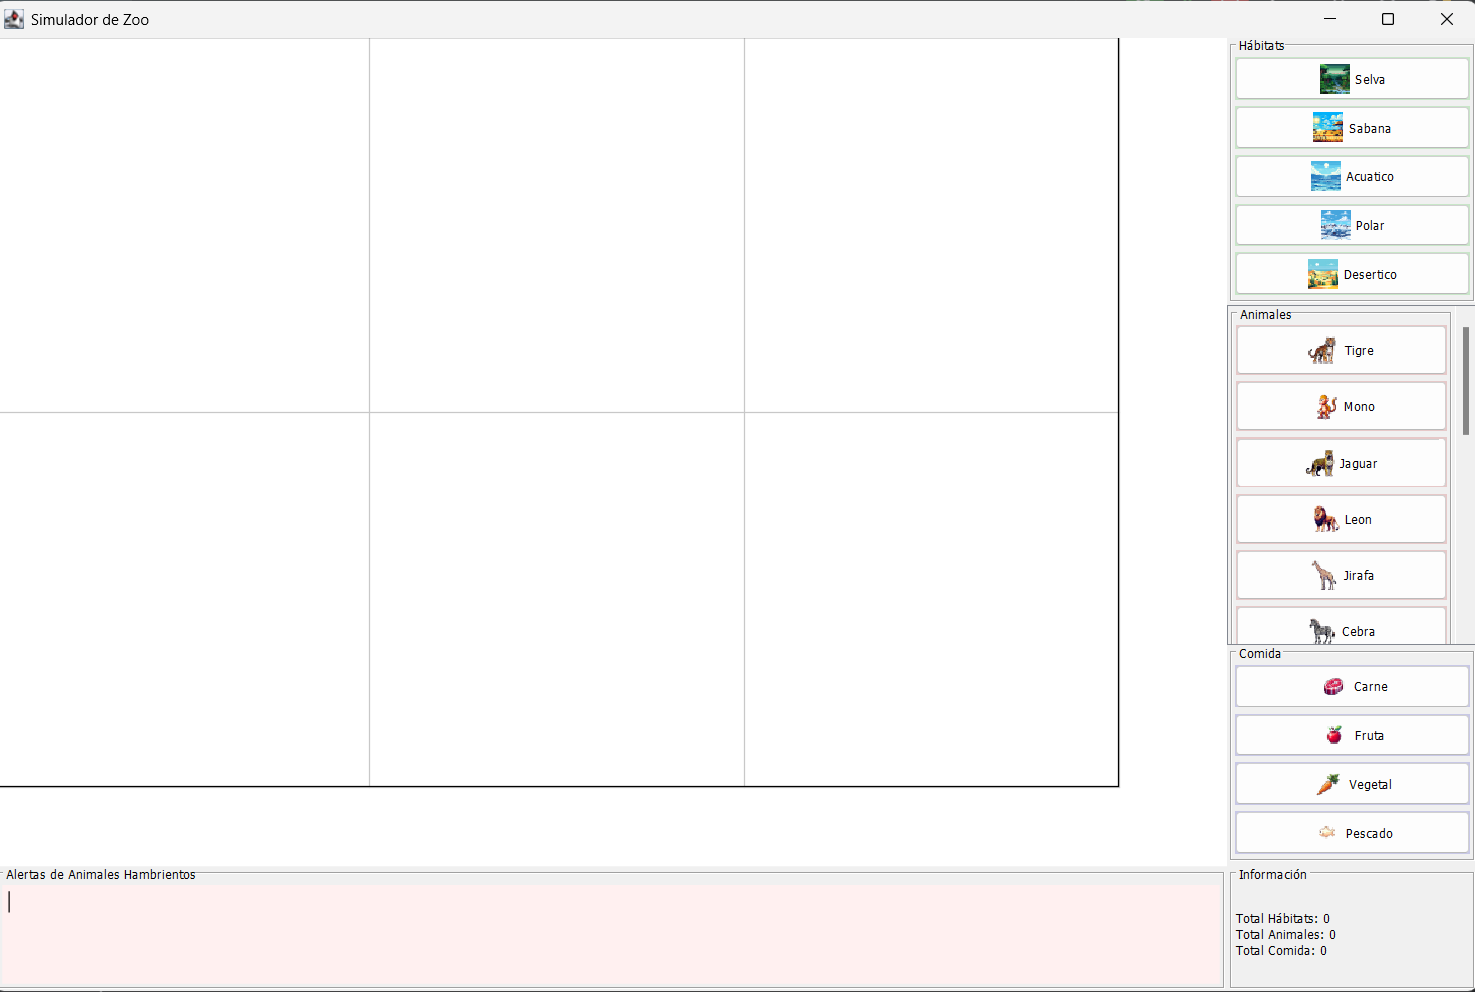 Simulador de Zoo
Hábitats
Selva
Sabana
Acuatico
Polar
Desertico
Animales
Tigre
Mono
Jaguar
Leon
Jirafa
Cebra
Comida
Carne
Fruta
Vegetal
Pescado
Alertas de Animales Hambrientos
Información
Total Hábitats: 0
Total Animales: 0
Total Comida: 0